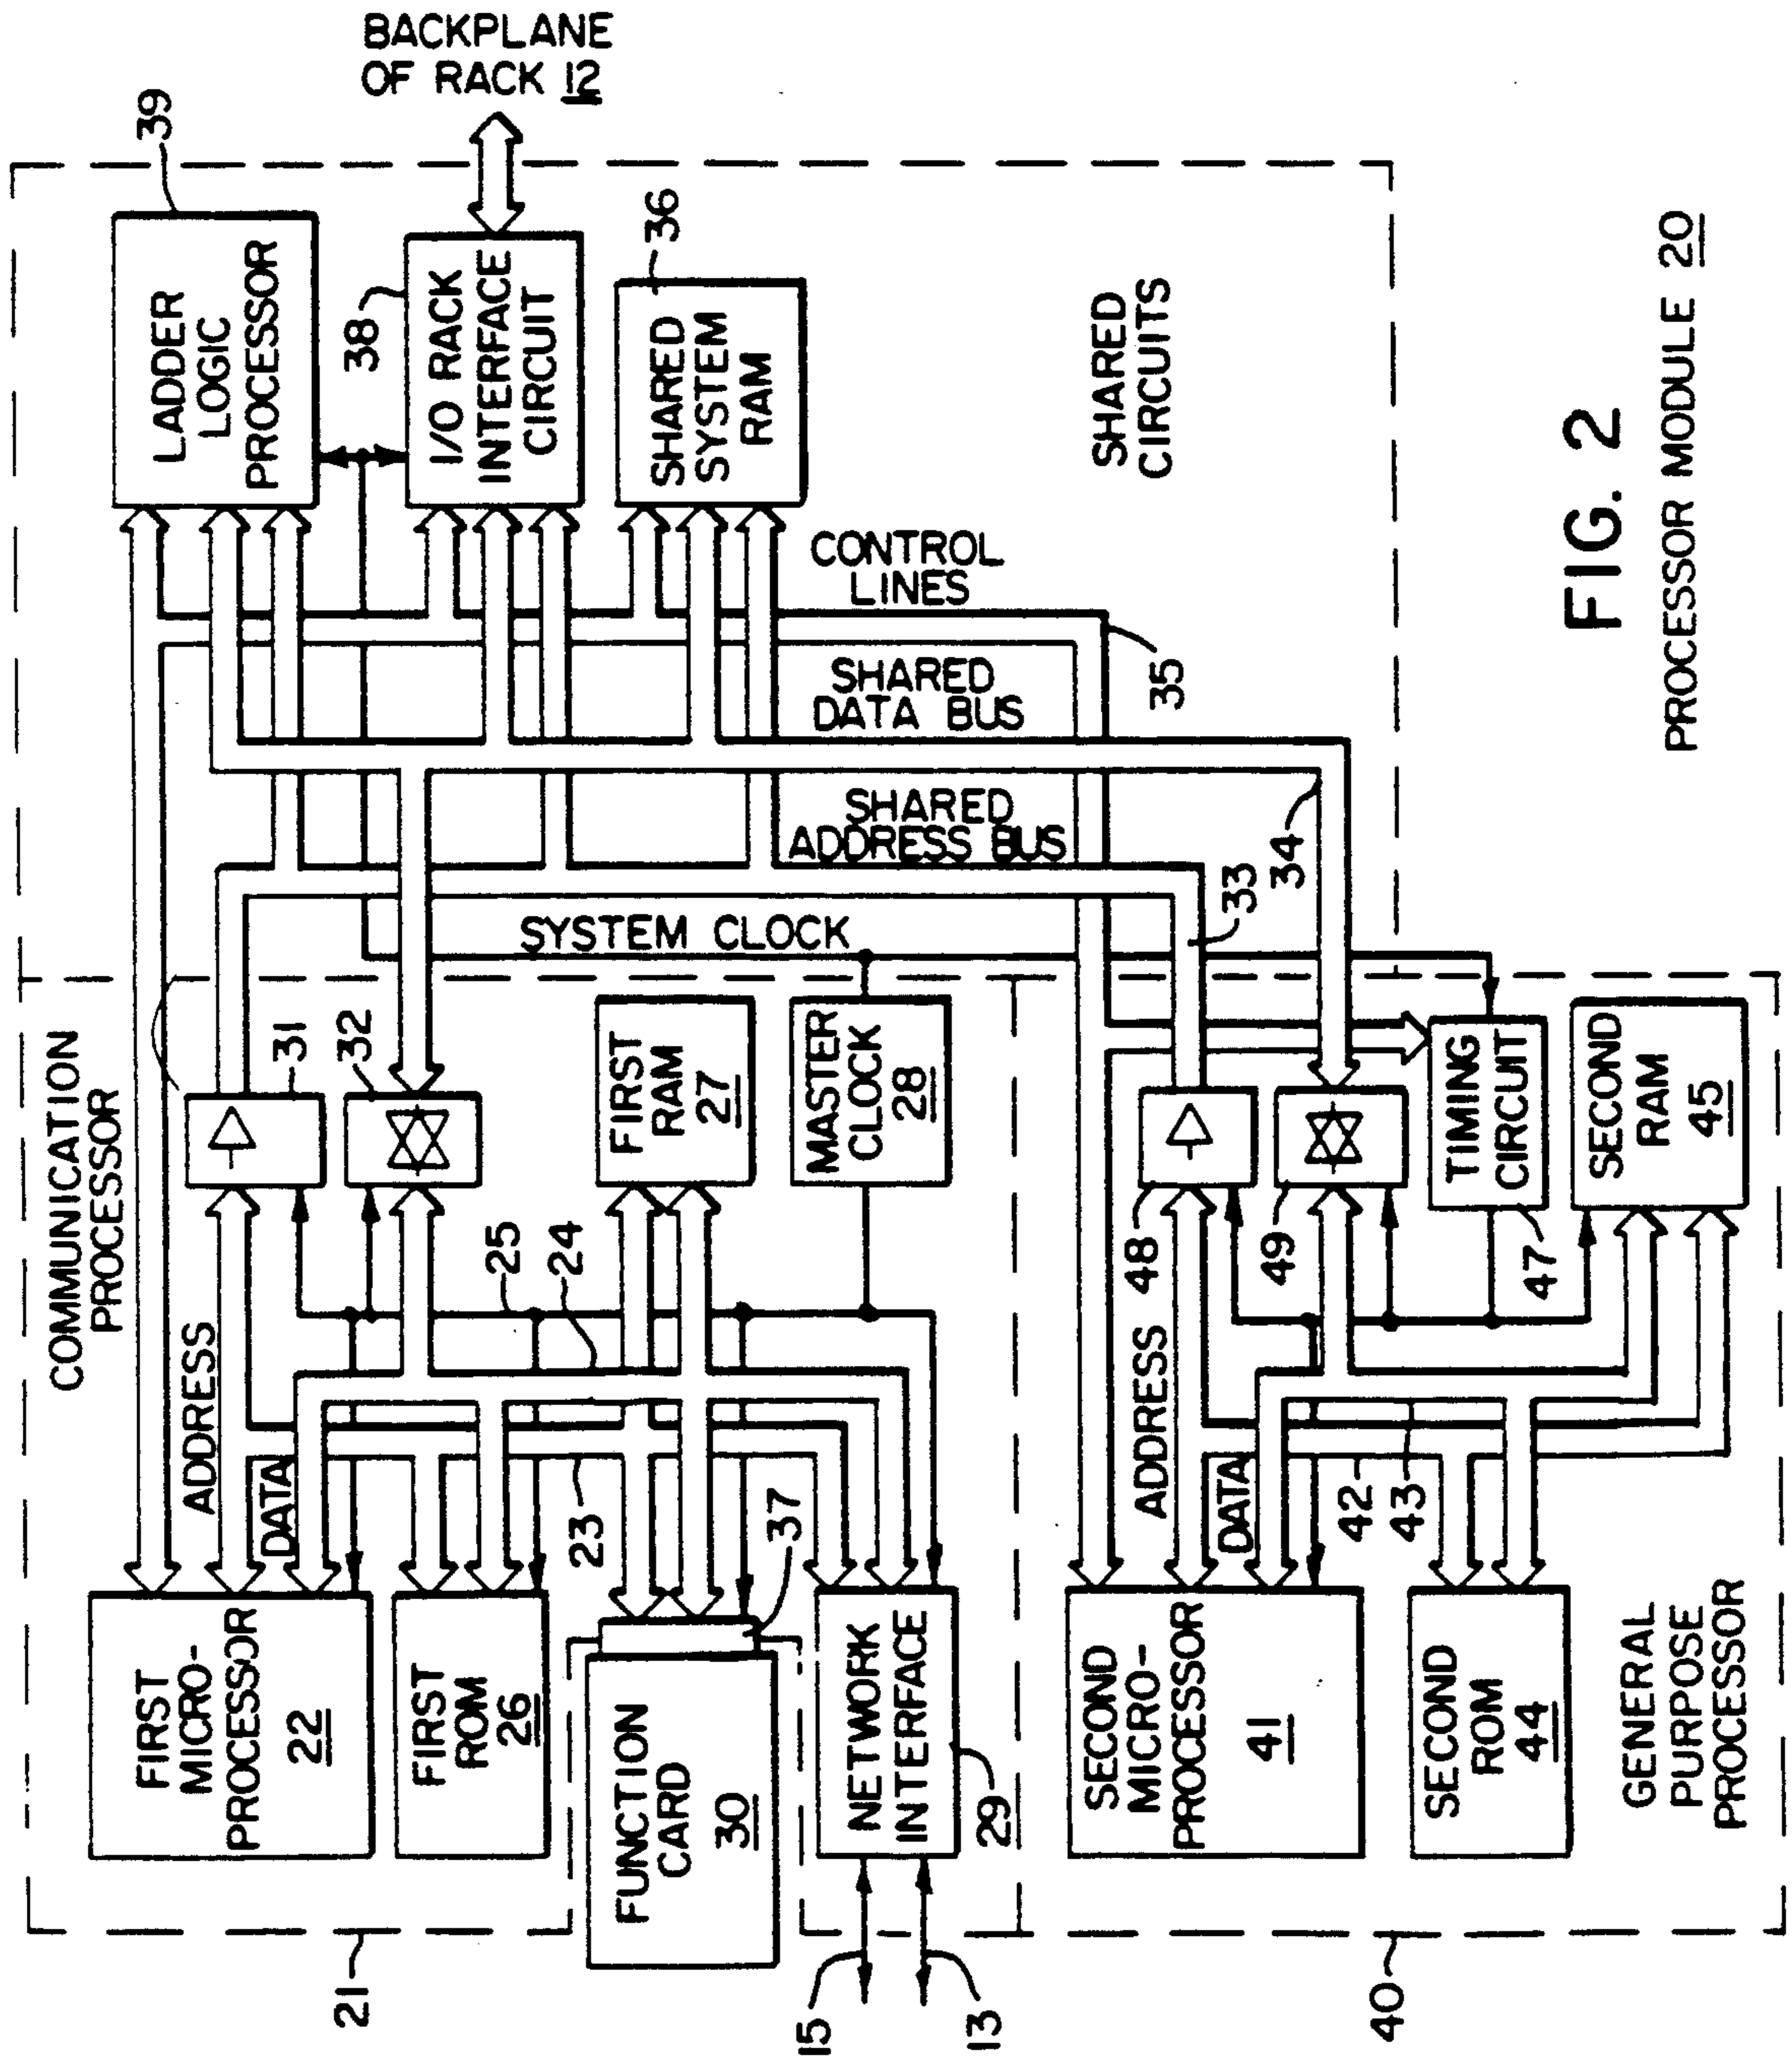 BACKPLANE
OF RACK 12
39
LADDER
LOGIC
PROCESSOR
38
I/O RACK
INTERFACE
CIRCUIT
36
SHARED
SYSTEM
RAM
SHARED
CIRCUITS
CONTROL
LINES
35
SHARED
DATA BUS
34
SHARED
ADDRESS BUS
33
SYSTEM CLOCK
COMMUNICATION
PROCESSOR
31
32
FIRST
RAM
27
MASTER
CLOCK
28
25
24
ADDRESS
DATA
23
37
FIRST
MICRO-
PROCESSOR
22
FIRST
ROM
26
FUNCTION
CARD
30
NETWORK
INTERFACE
29
21
15
13
48
49
TIMING
CIRCUIT
47
SECOND
RAM
45
ADDRESS
DATA
42
43
SECOND
MICRO-
PROCESSOR
41
SECOND
ROM
44
GENERAL
PURPOSE
PROCESSOR
40
FIG. 2
PROCESSOR MODULE 20